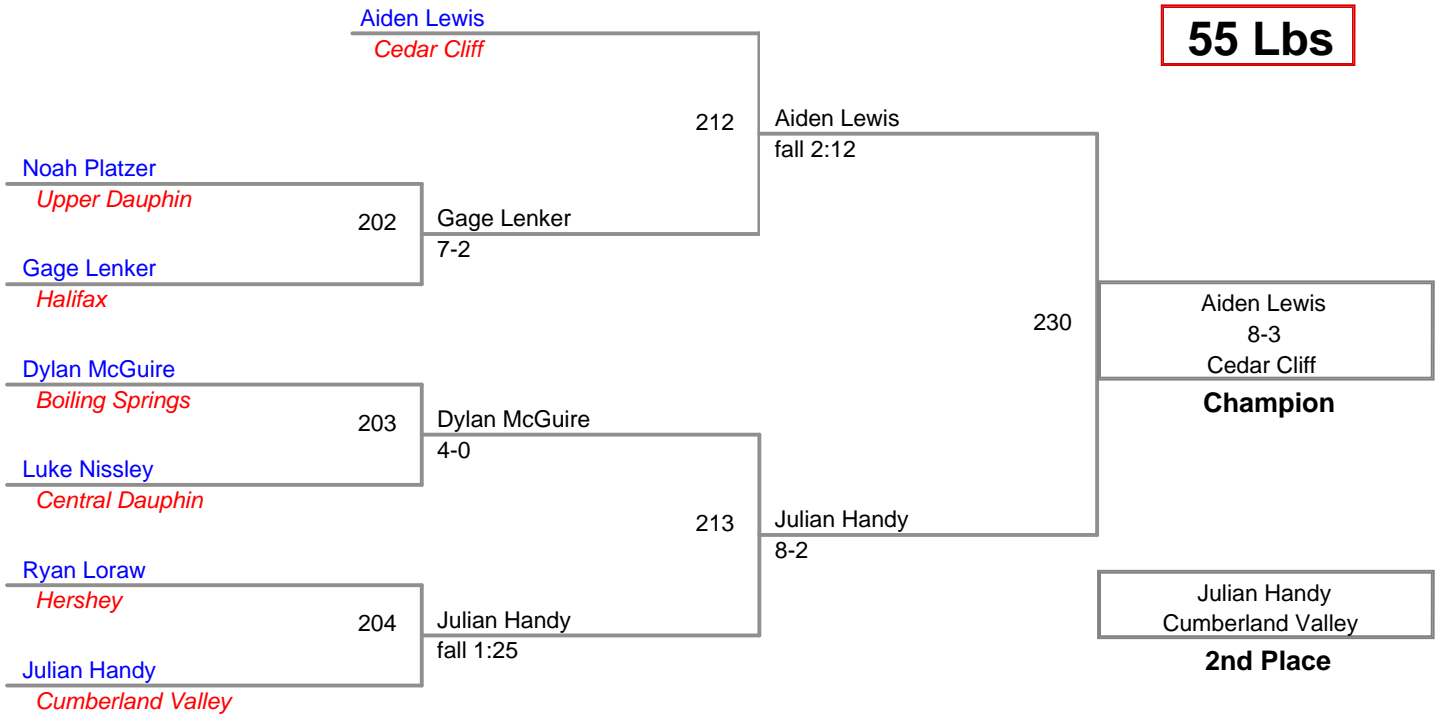 Aiden Lewis
Cedar Cliff
55 Lbs
212
Aiden Lewis
fall 2:12
Noah Platzer
Upper Dauphin
202
Gage Lenker
7-2
Gage Lenker
Halifax
230
Aiden Lewis
8-3
Cedar Cliff
Champion
Dylan McGuire
Boiling Springs
203
Dylan McGuire
4-0
Luke Nissley
Central Dauphin
213
Julian Handy
8-2
Ryan Loraw
Hershey
204
Julian Handy
fall 1:25
Julian Handy
Cumberland Valley
Julian Handy
Cumberland Valley
2nd Place